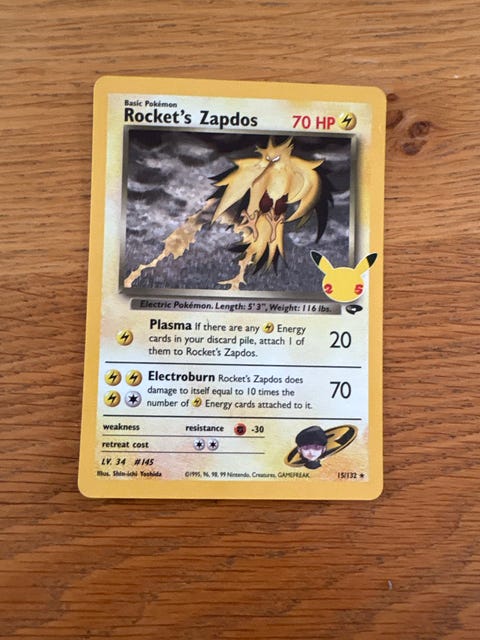 Basic Pokémon
Rocket's Zapdos 70 HP
25
Electric Pokémon. Length: 5'3", Weight: 116 lbs.
Plasma If there are any Energy
cards in your discard pile, attach 1 of
them to Rocket's Zapdos.
20
Electroburn Rocket's Zapdos does
damage to itself equal to 10 times the
number of Energy cards attached to it.
70
weakness resistance -30
retreat cost
LV. 34 #145
Illus. Shin-ichi Yoshida ©1995, 96, 98, 99 Nintendo, Creatures, GAMEFREAK. 15/132 ★